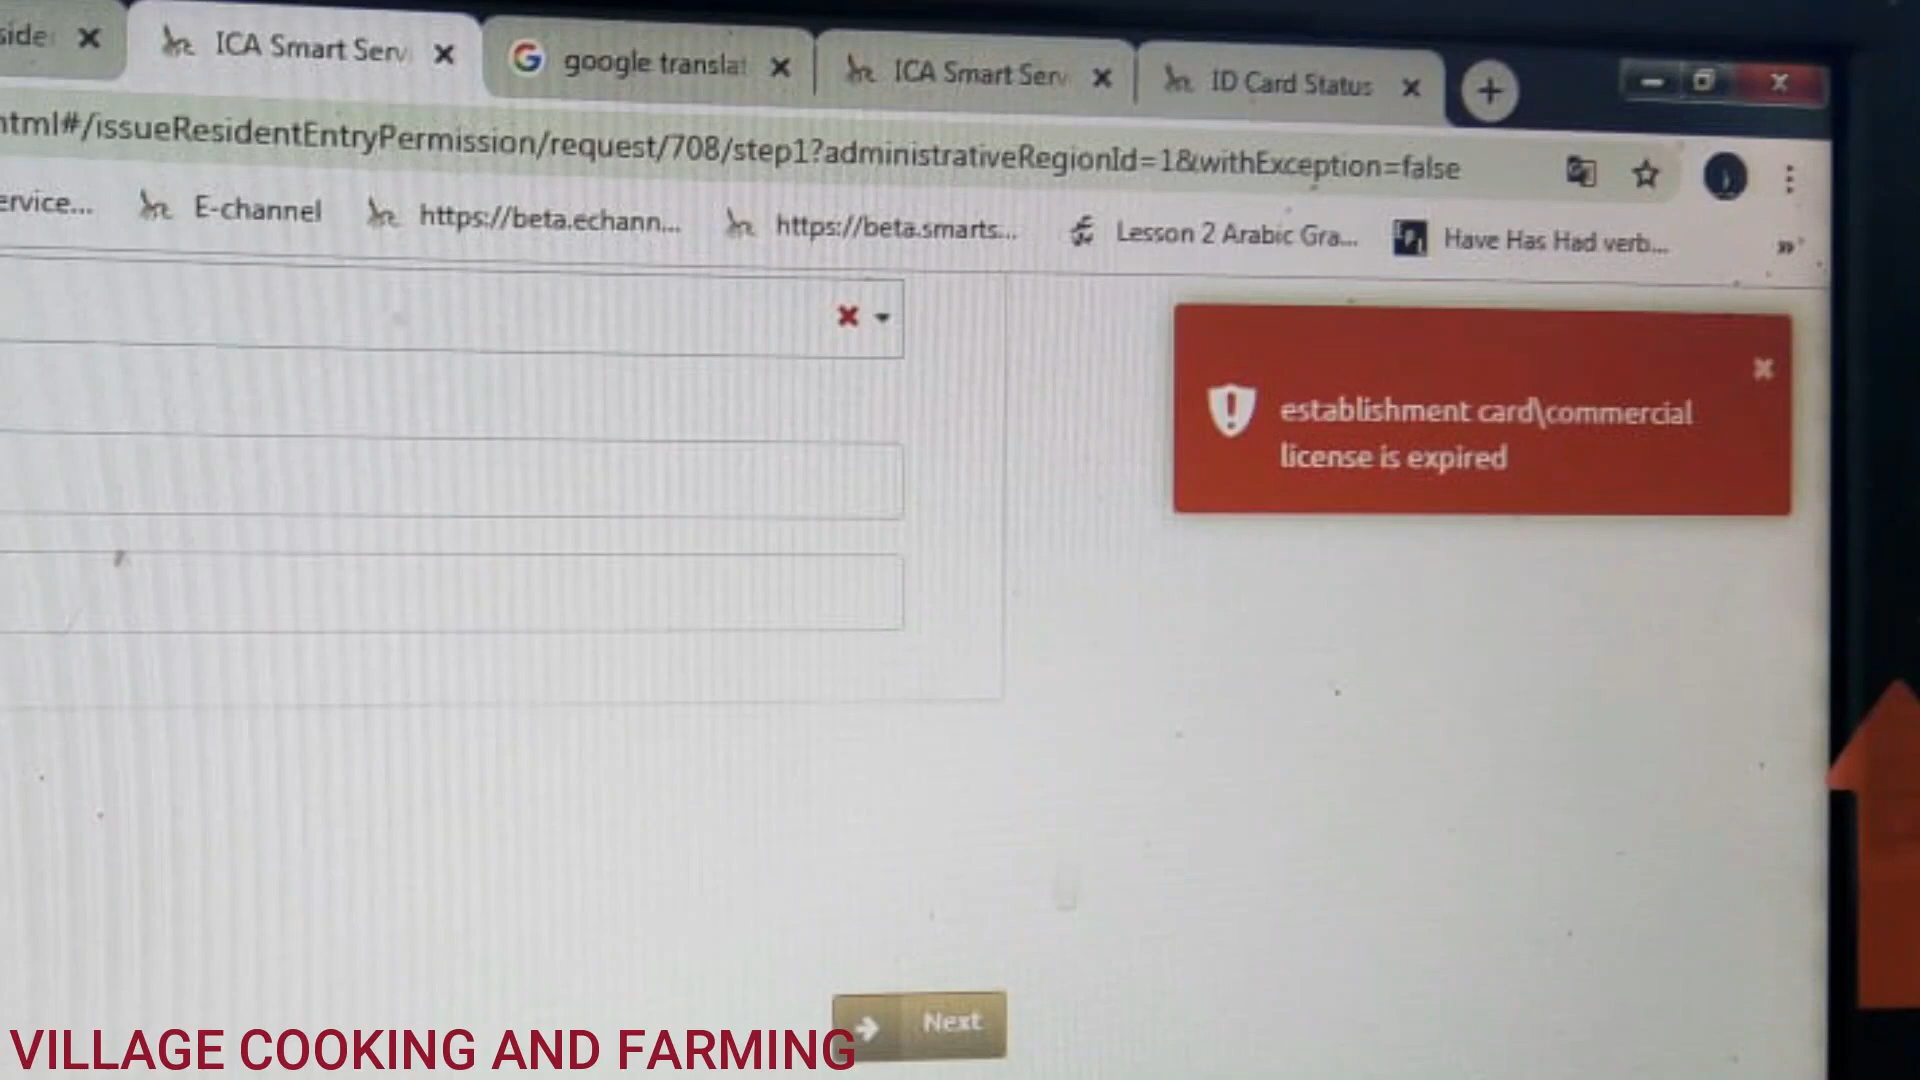 ICA Smart Serv
google translat
ICA Smart Serv
ID Card Status
html#/issueResidentEntryPermission/request/708/step1?administrativeRegionId=1&withException=false
ervice...
E-channel
https://beta.echann...
https://beta.smarts...
Lesson 2 Arabic Gra...
Have Has Had verb...
establishment card\commercial
license is expired
Next
VILLAGE COOKING AND FARMING